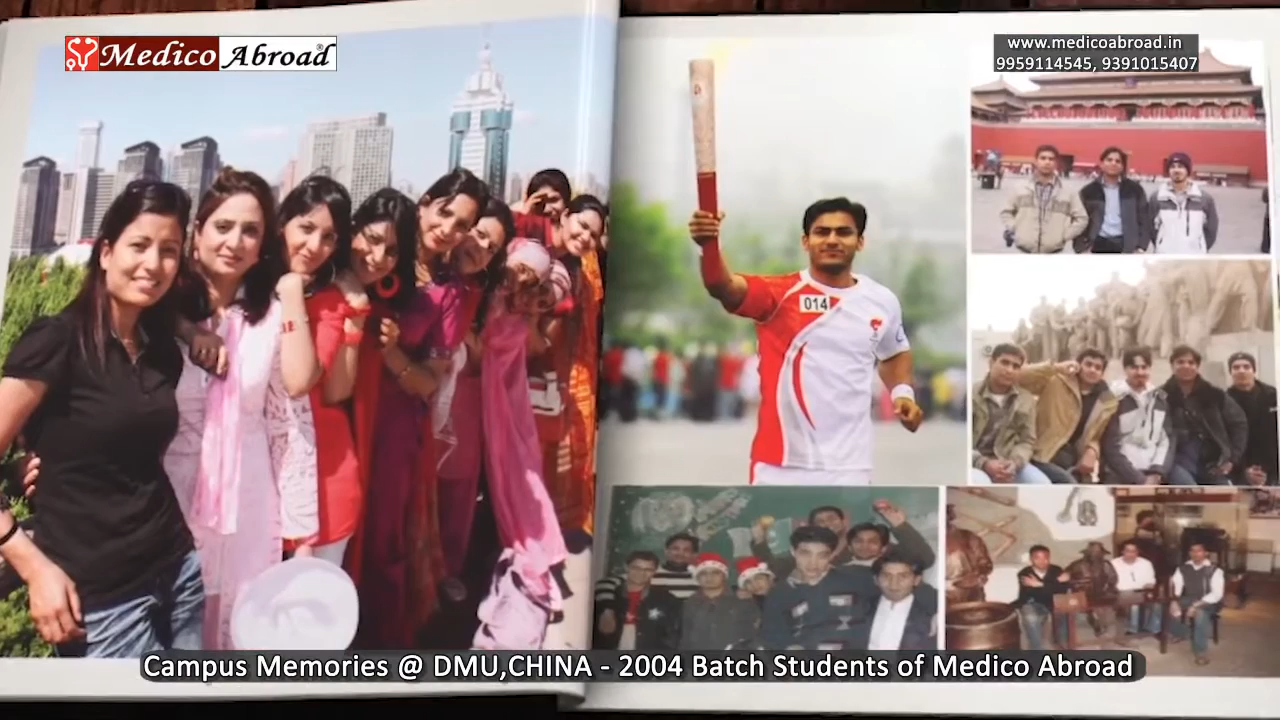 Medico Abroad®
www.medicoabroad.in
9959114545, 9391015407
014
Campus Memories @ DMU,CHINA - 2004 Batch Students of Medico Abroad